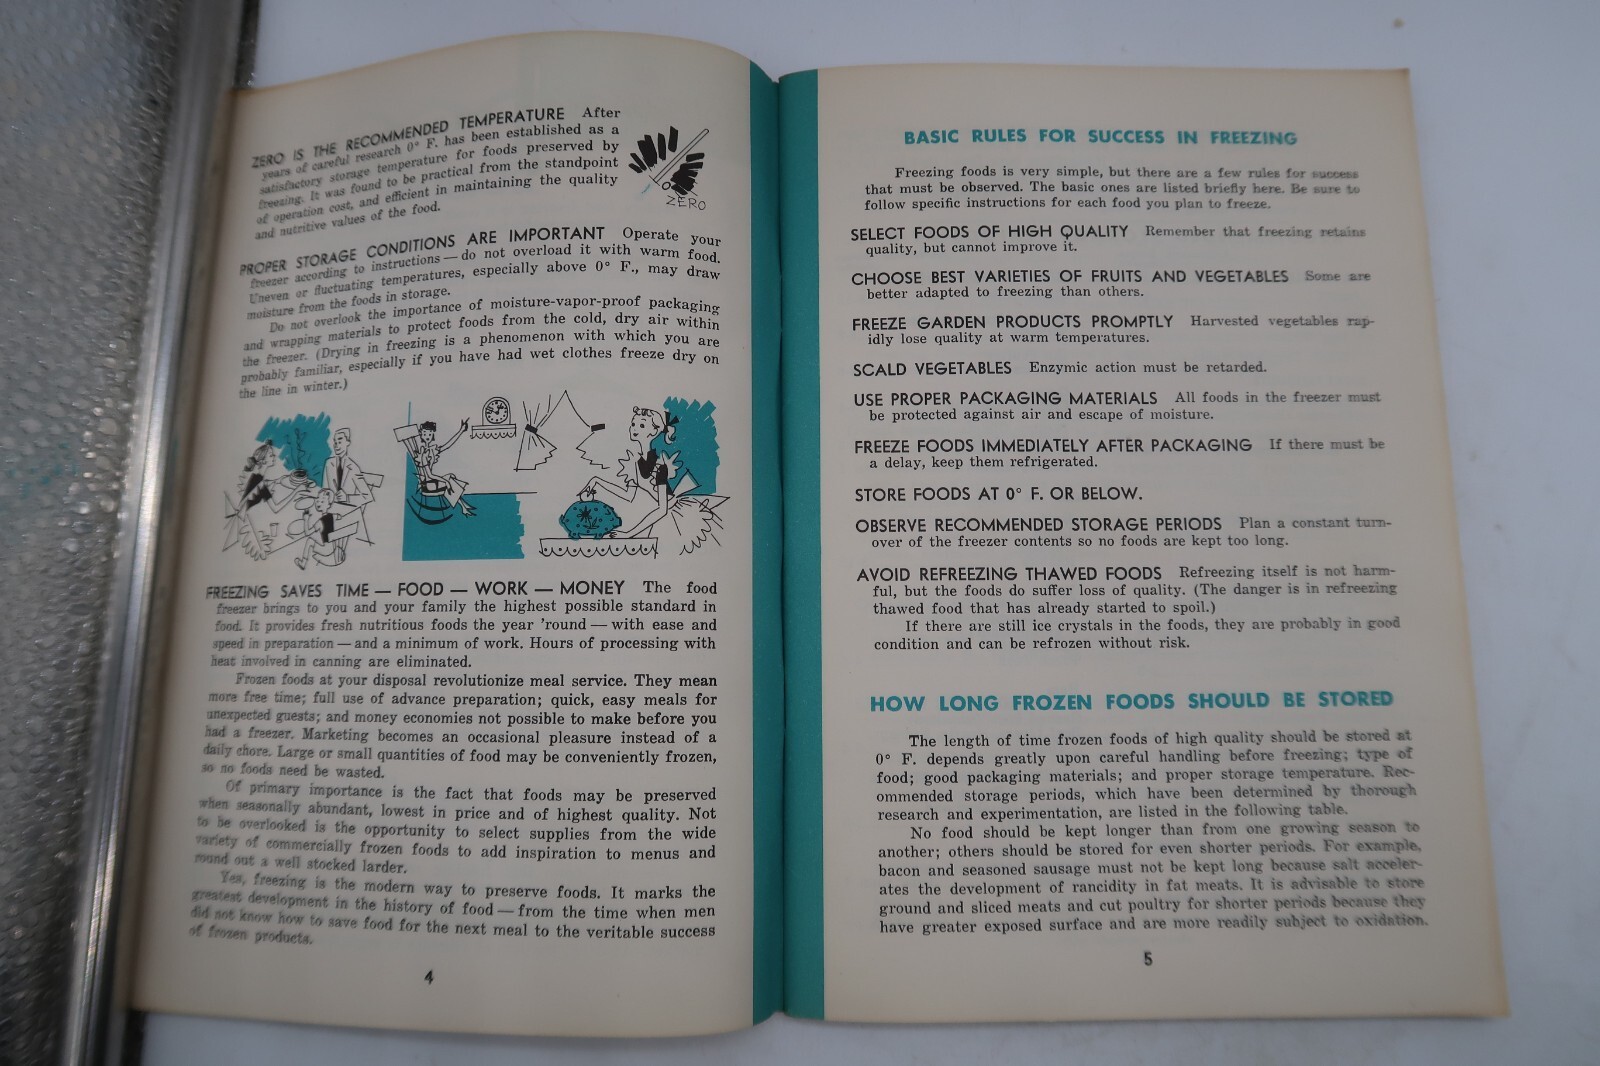 ZERO IS THE RECOMMENDED TEMPERATURE After
years of careful research 0° F. has been established as a
satisfactory storage temperature for foods preserved by
freezing. It was found to be practical from the standpoint
of operation cost, and efficient in maintaining the quality
and nutritive values of the food.
ZERO
PROPER STORAGE CONDITIONS ARE IMPORTANT Operate your
freezer according to instructions — do not overload it with warm food.
Uneven or fluctuating temperatures, especially above 0° F., may draw
moisture from the foods in storage.
Do not overlook the importance of moisture-vapor-proof packaging
and wrapping materials to protect foods from the cold, dry air within
the freezer. (Drying in freezing is a phenomenon with which you are
probably familiar, especially if you have had wet clothes freeze dry on
the line in winter.)
FREEZING SAVES TIME — FOOD — WORK — MONEY The food
freezer brings to you and your family the highest possible standard in
food. It provides fresh nutritious foods the year 'round — with ease and
speed in preparation — and a minimum of work. Hours of processing with
heat involved in canning are eliminated.
Frozen foods at your disposal revolutionize meal service. They mean
more free time; full use of advance preparation; quick, easy meals for
unexpected guests; and money economies not possible to make before you
had a freezer. Marketing becomes an occasional pleasure instead of a
daily chore. Large or small quantities of food may be conveniently frozen,
so no foods need be wasted.
Of primary importance is the fact that foods may be preserved
when seasonally abundant, lowest in price and of highest quality. Not
to be overlooked is the opportunity to select supplies from the wide
variety of commercially frozen foods to add inspiration to menus and
round out a well stocked larder.
Yes, freezing is the modern way to preserve foods. It marks the
greatest development in the history of food — from the time when men
did not know how to save food for the next meal to the veritable success
of frozen products.
4
BASIC RULES FOR SUCCESS IN FREEZING
Freezing foods is very simple, but there are a few rules for success
that must be observed. The basic ones are listed briefly here. Be sure to
follow specific instructions for each food you plan to freeze.
SELECT FOODS OF HIGH QUALITY Remember that freezing retains
quality, but cannot improve it.
CHOOSE BEST VARIETIES OF FRUITS AND VEGETABLES Some are
better adapted to freezing than others.
FREEZE GARDEN PRODUCTS PROMPTLY Harvested vegetables rap-
idly lose quality at warm temperatures.
SCALD VEGETABLES Enzymic action must be retarded.
USE PROPER PACKAGING MATERIALS All foods in the freezer must
be protected against air and escape of moisture.
FREEZE FOODS IMMEDIATELY AFTER PACKAGING If there must be
a delay, keep them refrigerated.
STORE FOODS AT 0° F. OR BELOW.
OBSERVE RECOMMENDED STORAGE PERIODS Plan a constant turn-
over of the freezer contents so no foods are kept too long.
AVOID REFREEZING THAWED FOODS Refreezing itself is not harm-
ful, but the foods do suffer loss of quality. (The danger is in refreezing
thawed food that has already started to spoil.)
If there are still ice crystals in the foods, they are probably in good
condition and can be refrozen without risk.
HOW LONG FROZEN FOODS SHOULD BE STORED
The length of time frozen foods of high quality should be stored at
0° F. depends greatly upon careful handling before freezing; type of
food; good packaging materials; and proper storage temperature. Rec-
ommended storage periods, which have been determined by thorough
research and experimentation, are listed in the following table.
No food should be kept longer than from one growing season to
another; others should be stored for even shorter periods. For example,
bacon and seasoned sausage must not be kept long because salt acceler-
ates the development of rancidity in fat meats. It is advisable to store
ground and sliced meats and cut poultry for shorter periods because they
have greater exposed surface and are more readily subject to oxidation.
5